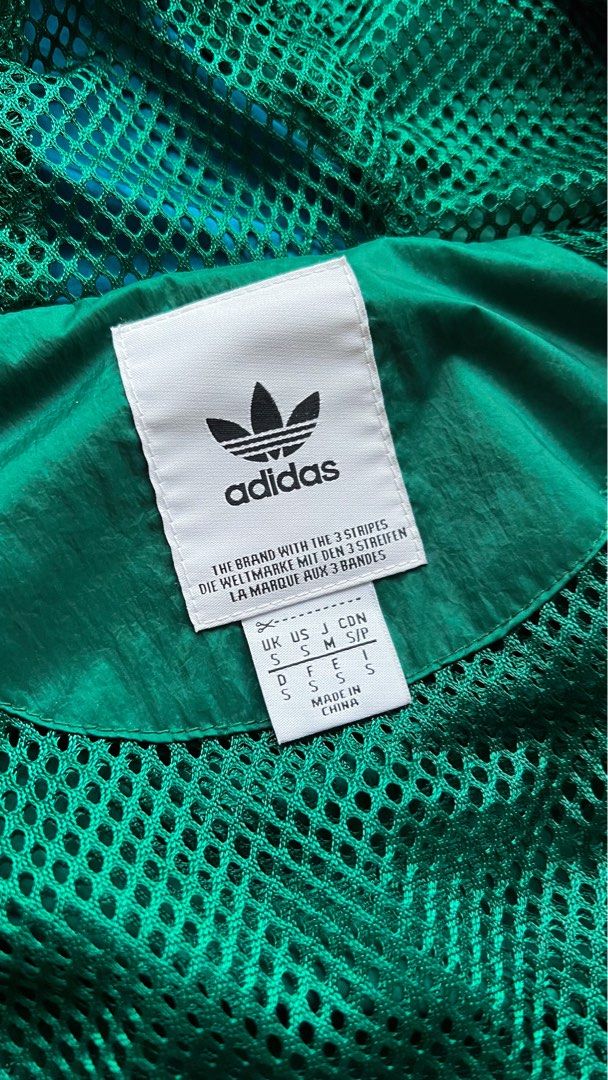 adidas
THE BRAND WITH THE 3 STRIPES
DIE WELTMARKE MIT DEN 3 STREIFEN
LA MARQUE AUX 3 BANDES
UK US J CDN
S S M S/P
D F E I
S S S S
MADE IN
CHINA